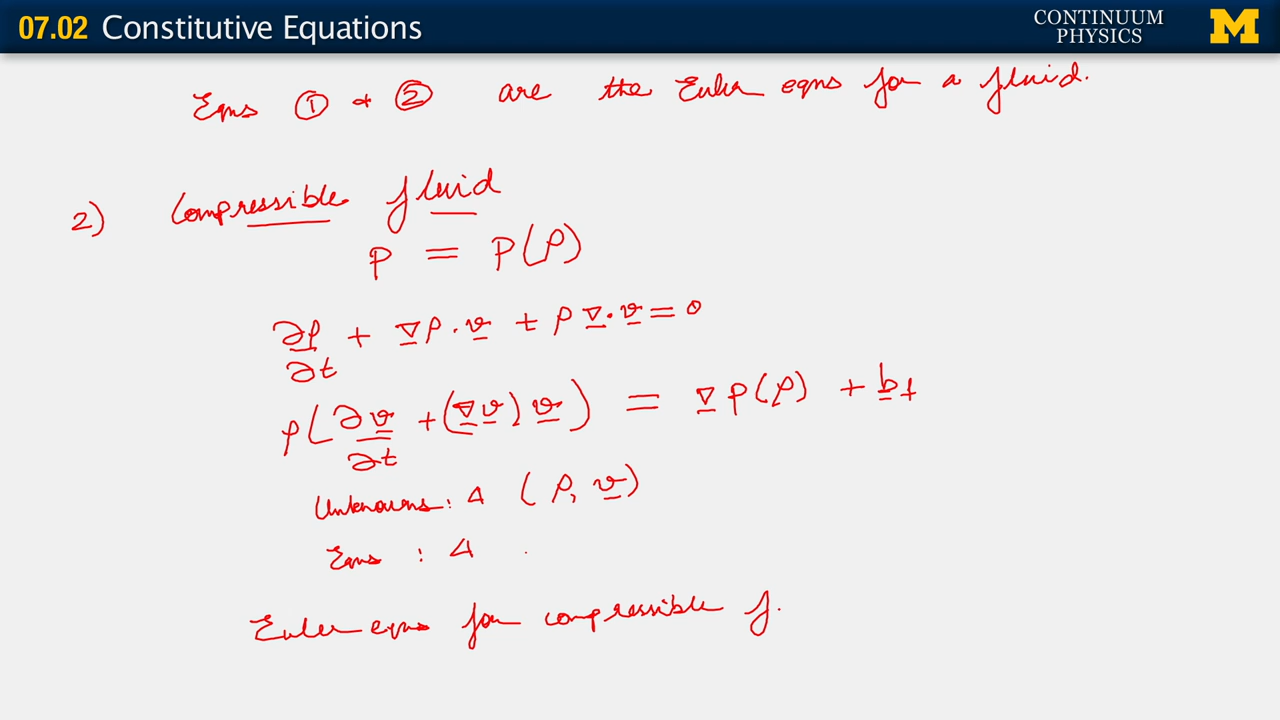 07.02 Constitutive Equations
CONTINUUM
PHYSICS
M
Eqns ① & ② are the Euler eqns for a fluid.
2) Compressible fluid
p = p(ρ)
∂ρ/∂t + ∇ρ · v + ρ ∇ · v = 0
ρ(∂v/∂t + (∇v) v) = ∇p(ρ) + bf
Unknowns: 4 (ρ, v)
Eqns : 4
Euler eqns for compressible f.